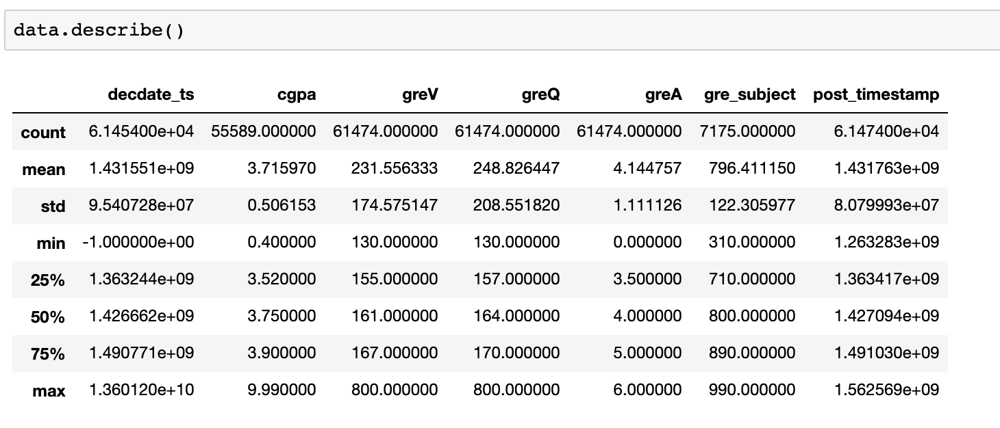 data.describe()
decdate_ts cgpa greV greQ greA gre_subject post_timestamp
count 6.145400e+04 55589.000000 61474.000000 61474.000000 61474.000000 7175.000000 6.147400e+04
mean 1.431551e+09 3.715970 231.556333 248.826447 4.144757 796.411150 1.431763e+09
std 9.540728e+07 0.506153 174.575147 208.551820 1.111126 122.305977 8.079993e+07
min -1.000000e+00 0.400000 130.000000 130.000000 0.000000 310.000000 1.263283e+09
25% 1.363244e+09 3.520000 155.000000 157.000000 3.500000 710.000000 1.363417e+09
50% 1.426662e+09 3.750000 161.000000 164.000000 4.000000 800.000000 1.427094e+09
75% 1.490771e+09 3.900000 167.000000 170.000000 5.000000 890.000000 1.491030e+09
max 1.360120e+10 9.990000 800.000000 800.000000 6.000000 990.000000 1.562569e+09